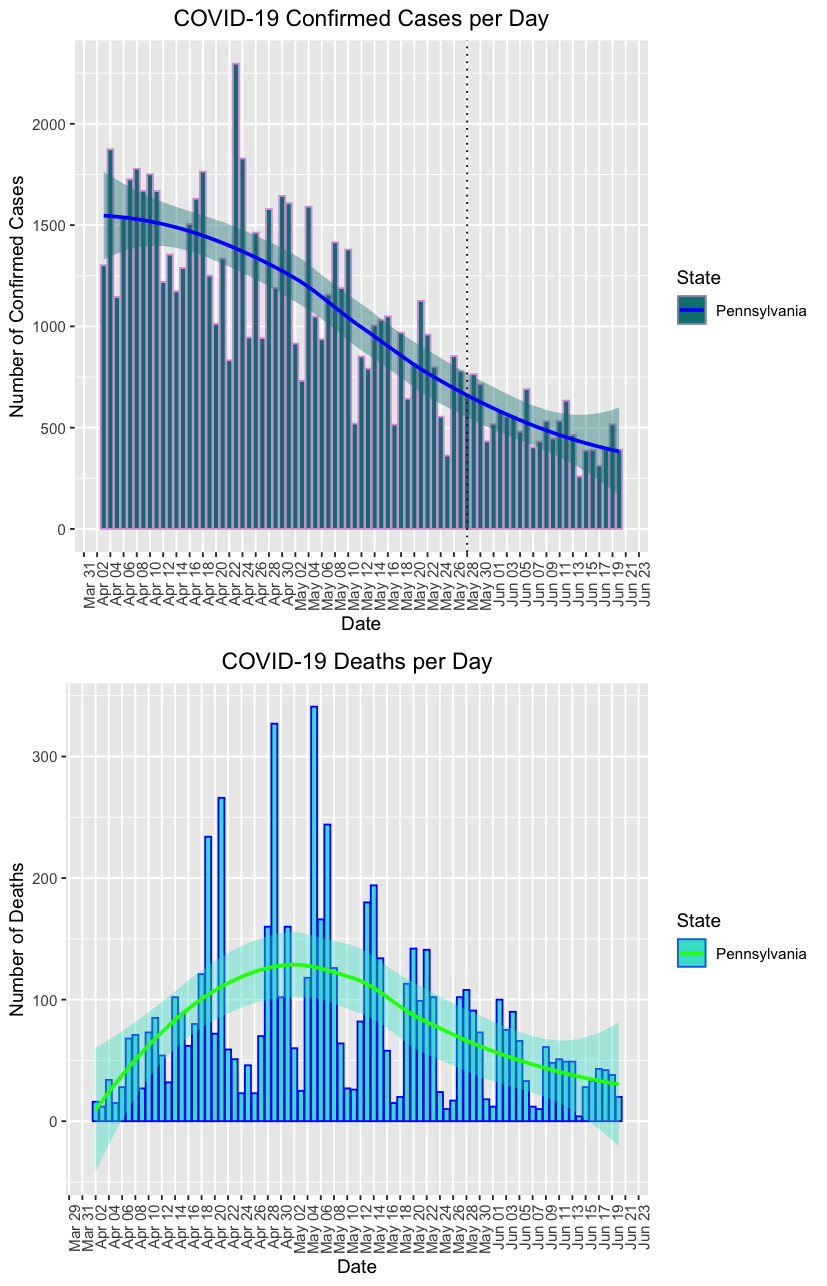 COVID-19 Confirmed Cases per Day
Number of Confirmed Cases
2000
1500
1000
500
0
Mar 31
Apr 02
Apr 04
Apr 06
Apr 08
Apr 10
Apr 12
Apr 14
Apr 16
Apr 18
Apr 20
Apr 22
Apr 24
Apr 26
Apr 28
Apr 30
May 02
May 04
May 06
May 08
May 10
May 12
May 14
May 16
May 18
May 20
May 22
May 24
May 26
May 28
May 30
Jun 01
Jun 03
Jun 05
Jun 07
Jun 09
Jun 11
Jun 13
Jun 15
Jun 17
Jun 19
Jun 21
Jun 23
Date
State
Pennsylvania
COVID-19 Deaths per Day
Number of Deaths
300
200
100
0
Mar 29
Mar 31
Apr 02
Apr 04
Apr 06
Apr 08
Apr 10
Apr 12
Apr 14
Apr 16
Apr 18
Apr 20
Apr 22
Apr 24
Apr 26
Apr 28
Apr 30
May 02
May 04
May 06
May 08
May 10
May 12
May 14
May 16
May 18
May 20
May 22
May 24
May 26
May 28
May 30
Jun 01
Jun 03
Jun 05
Jun 07
Jun 09
Jun 11
Jun 13
Jun 15
Jun 17
Jun 19
Jun 21
Jun 23
Date
State
Pennsylvania